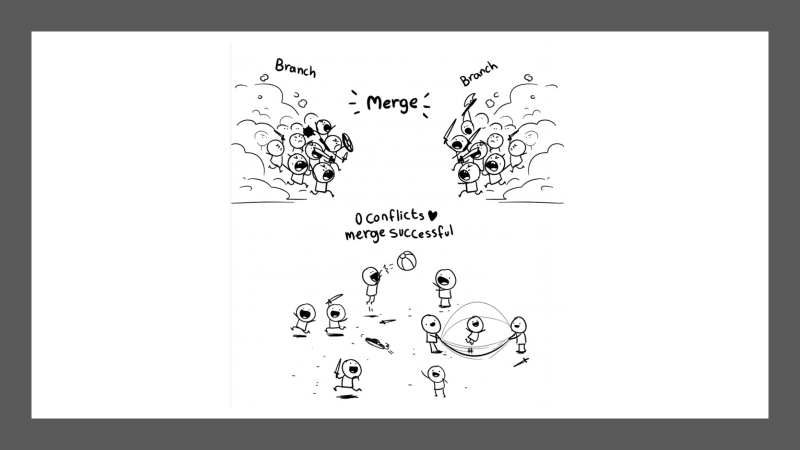 Branch
Branch
Merge
0 conflicts ♥
merge successful